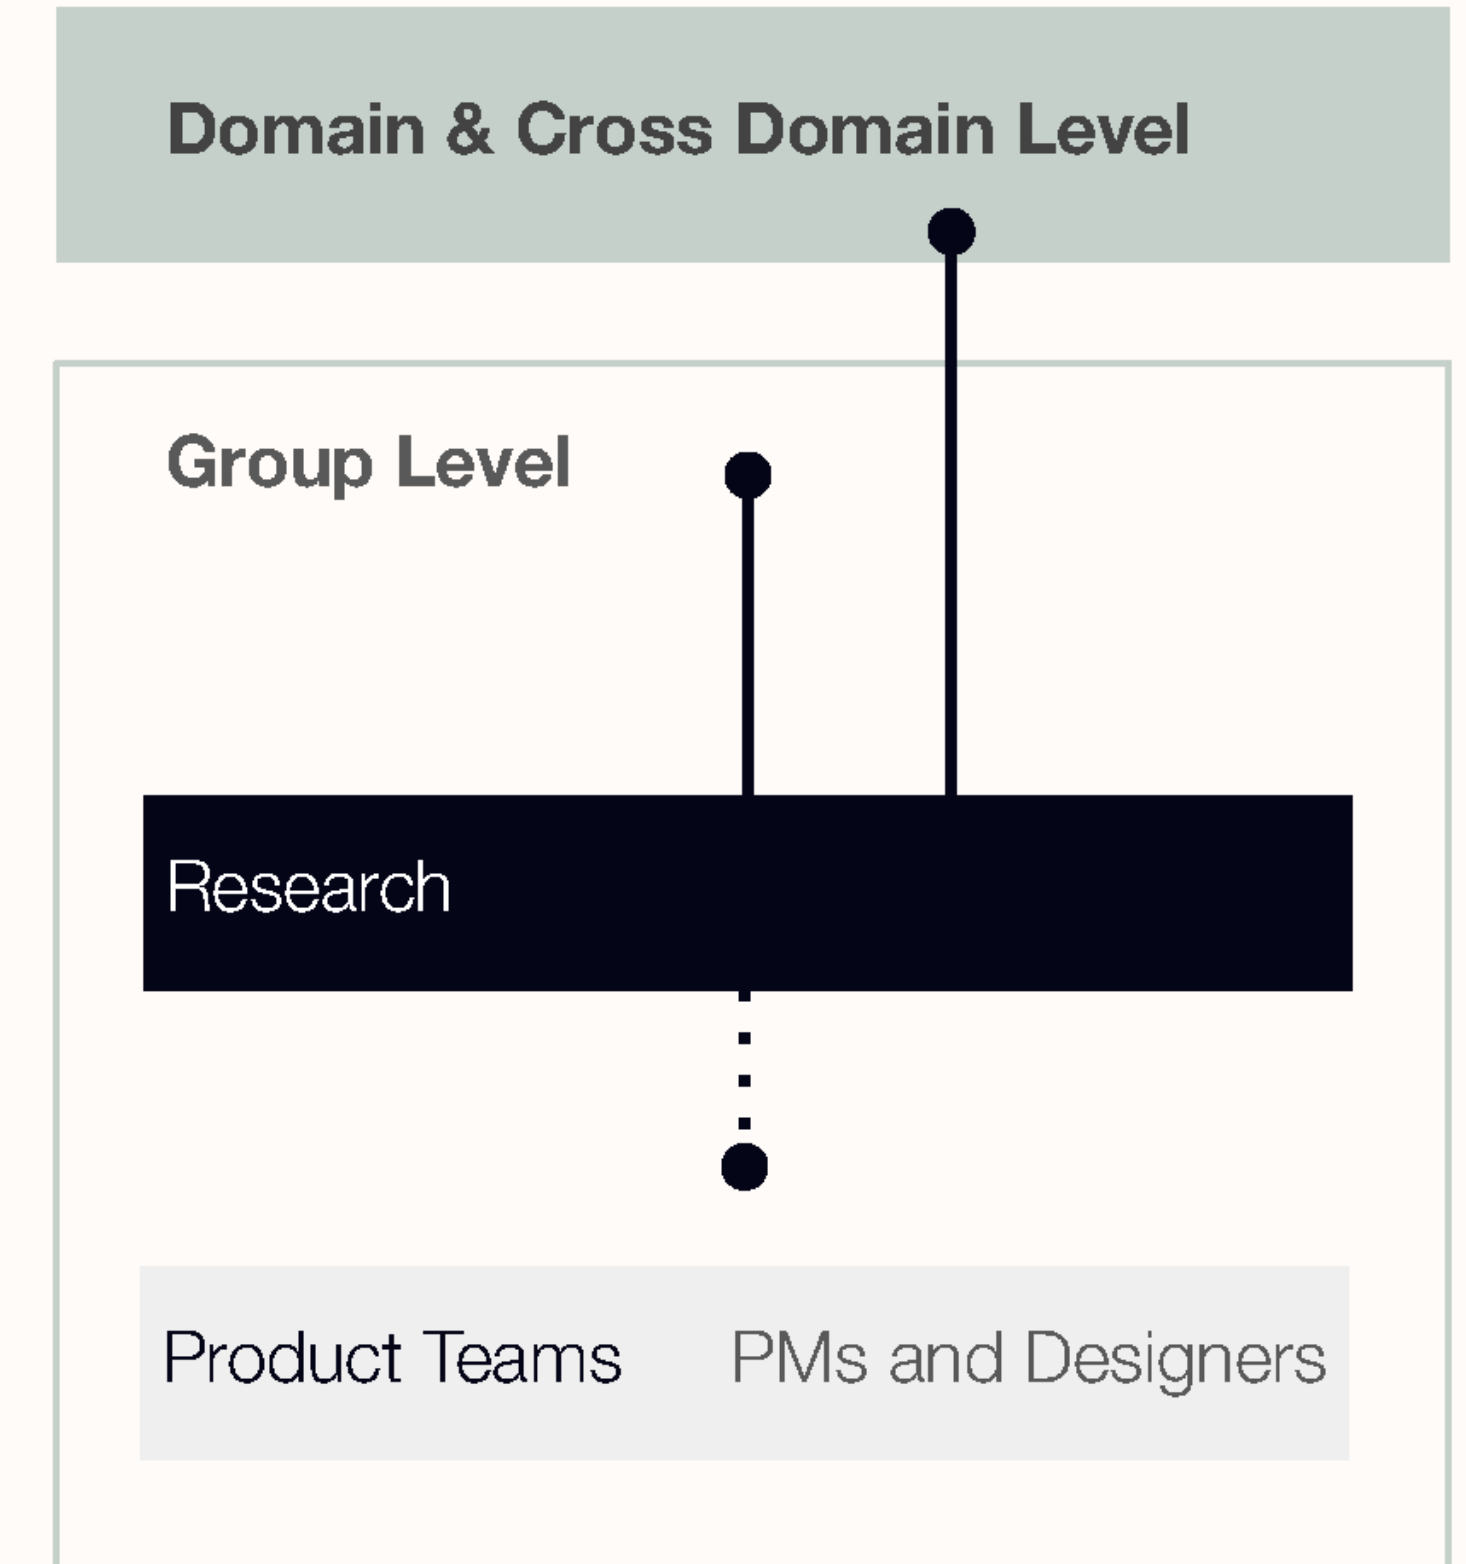 Domain & Cross Domain Level
Group Level
Research
Product Teams PMs and Designers